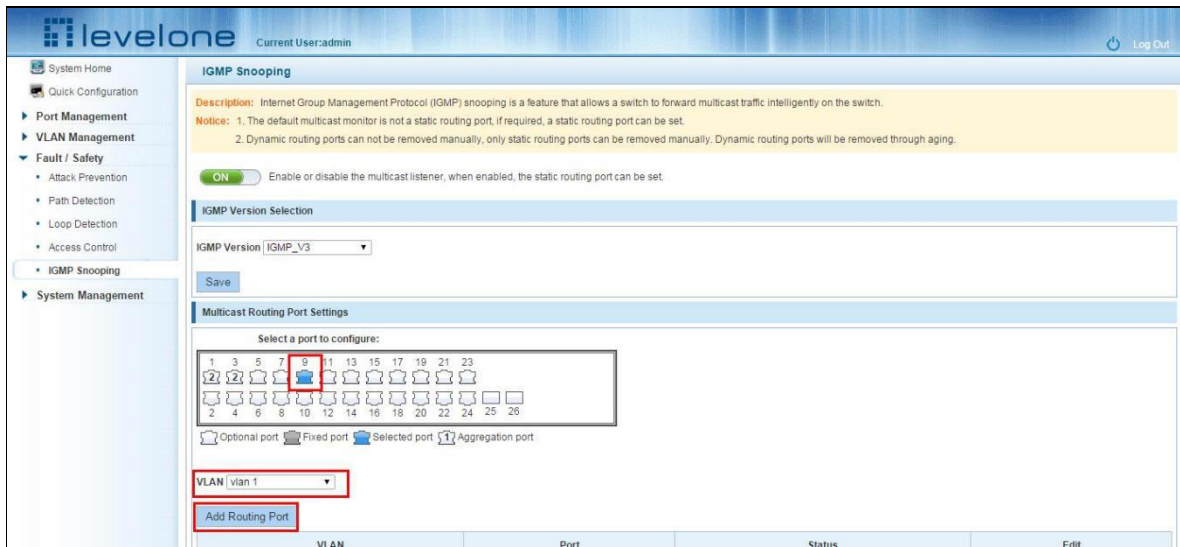 levelone
Current User:admin
Log Out
System Home
Quick Configuration
Port Management
VLAN Management
Fault / Safety
Attack Prevention
Path Detection
Loop Detection
Access Control
IGMP Snooping
System Management
IGMP Snooping
Description: Internet Group Management Protocol (IGMP) snooping is a feature that allows a switch to forward multicast traffic intelligently on the switch.
Notice: 1. The default multicast monitor is not a static routing port, if required, a static routing port can be set.
2. Dynamic routing ports can not be removed manually, only static routing ports can be removed manually. Dynamic routing ports will be removed through aging.
ON Enable or disable the multicast listener, when enabled, the static routing port can be set.
IGMP Version Selection
IGMP Version IGMP_V3
Save
Multicast Routing Port Settings
Select a port to configure:
1 3 5 7 9 11 13 15 17 19 21 23
2 2
2 4 6 8 10 12 14 16 18 20 22 24 25 26
Optional port Fixed port Selected port 1 Aggregation port
VLAN vlan 1
Add Routing Port
VLAN Port Status Edit